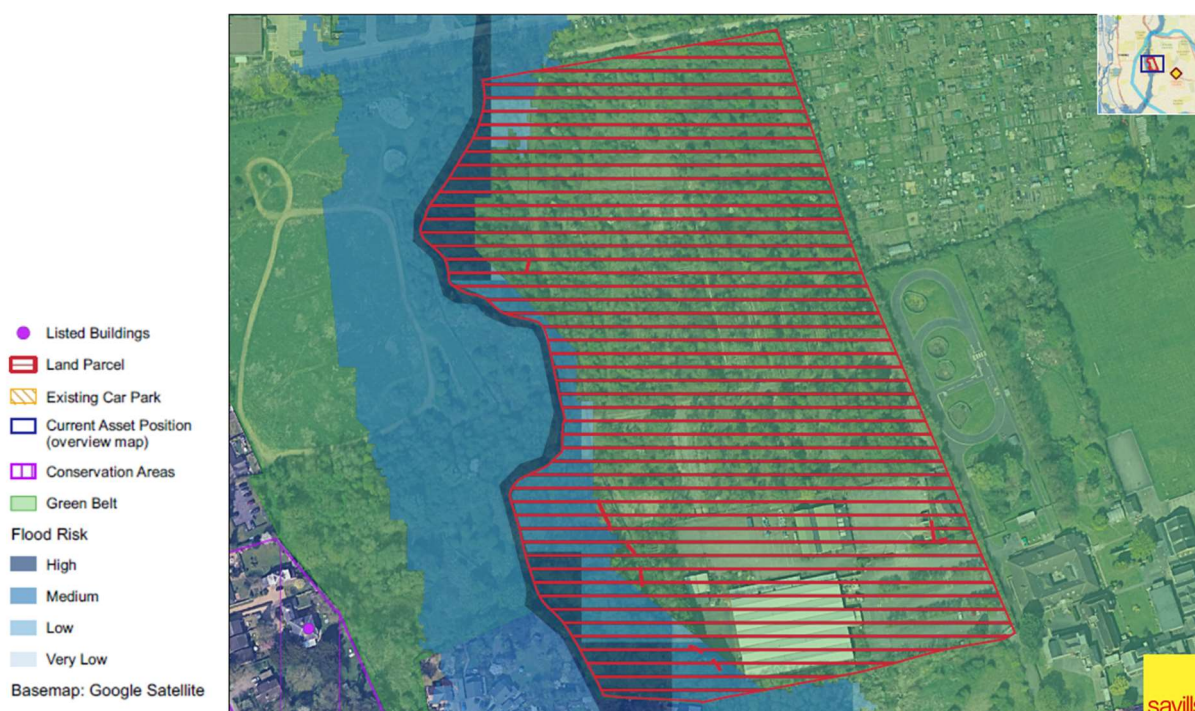 Listed Buildings
Land Parcel
Existing Car Park
Current Asset Position
(overview map)
Conservation Areas
Green Belt
Flood Risk
High
Medium
Low
Very Low
Basemap: Google Satellite
savills